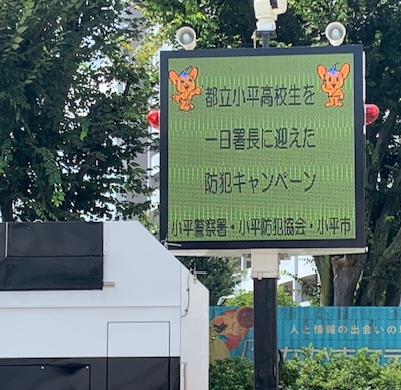 都立小平高校生を
一日署長に迎えた
防犯キャンペーン
小平警察署・小平防犯協会・小平市
人と情報の出会いの